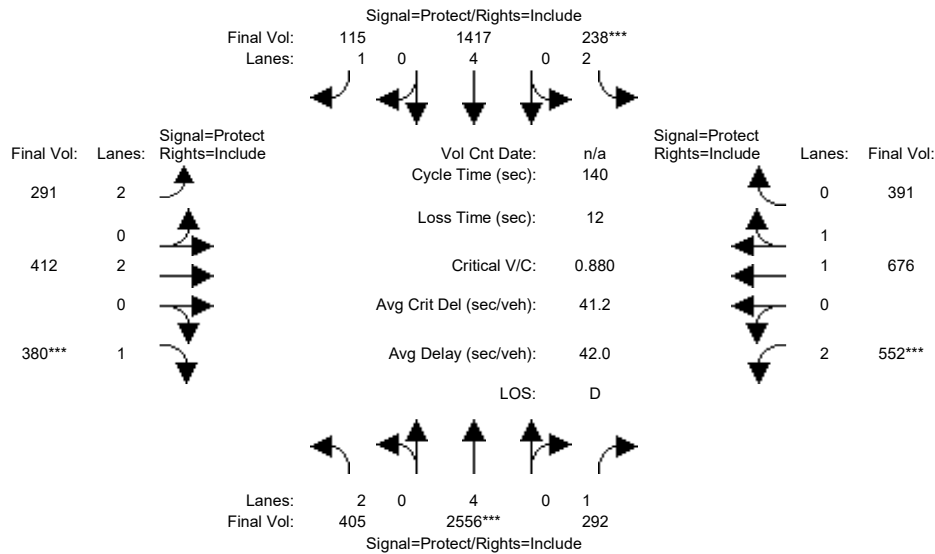 Signal=Protect/Rights=Include
Final Vol: 115 1417 238***
Lanes: 1 0 4 0 2
Signal=Protect Signal=Protect
Final Vol: Lanes: Rights=Include Vol Cnt Date: n/a Rights=Include Lanes: Final Vol:
Cycle Time (sec): 140
291 2 0 391
Loss Time (sec): 12
0 1
412 2 Critical V/C: 0.880 1 676
0 Avg Crit Del (sec/veh): 41.2 0
380*** 1 Avg Delay (sec/veh): 42.0 2 552***
LOS: D
Lanes: 2 0 4 0 1
Final Vol: 405 2556*** 292
Signal=Protect/Rights=Include